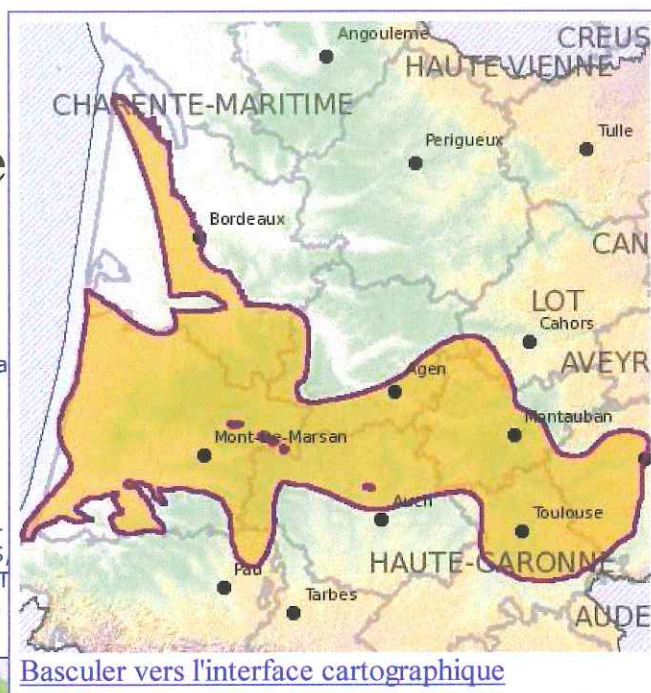 Angouleme
CREUS
HAUTE-VIENNE
CHARENTE-MARITIME
Perigueux
Tulle
Bordeaux
CAN
LOT
Cahors
AVEYR
Agen
Montauban
Mont-De-Marsan
Auch
Toulouse
HAUTE-GARONNE
Pau
Tarbes
AUDE
Basculer vers l'interface cartographique